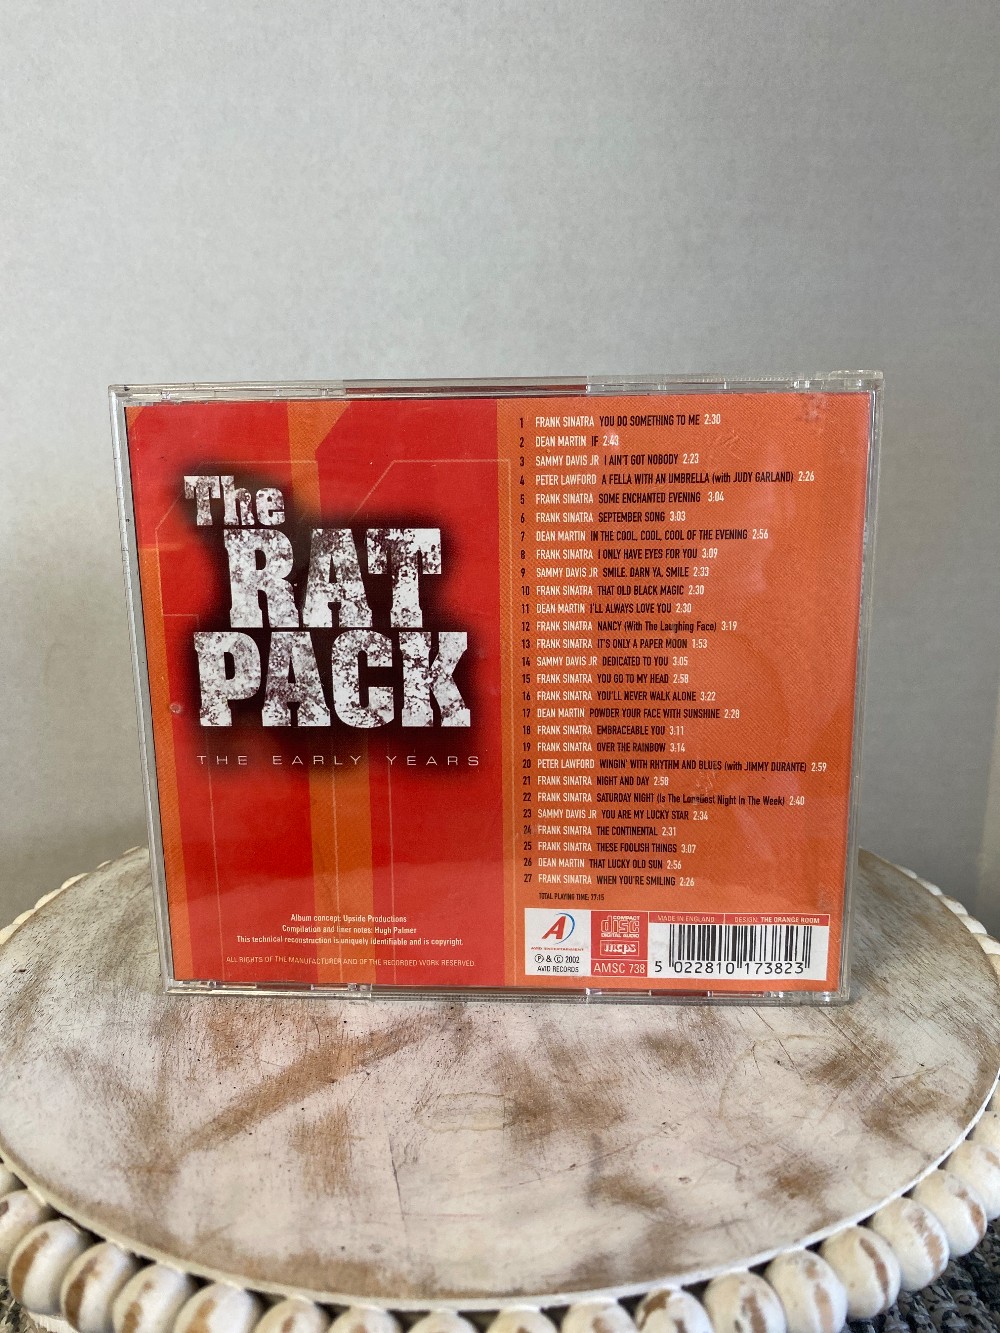 The
RAT
PACK
THE EARLY YEARS
Album concept: Upside Productions
Compilation and liner notes: Hugh Palmer
This technical reconstruction is uniquely identifiable and is copyright.
ALL RIGHTS OF THE MANUFACTURER AND OF THE RECORDED WORK RESERVED.
1 FRANK SINATRA YOU DO SOMETHING TO ME 2:30
2 DEAN MARTIN IF 2:43
3 SAMMY DAVIS JR I AIN'T GOT NOBODY 2:23
4 PETER LAWFORD A FELLA WITH AN UMBRELLA (with JUDY GARLAND) 2:26
5 FRANK SINATRA SOME ENCHANTED EVENING 3:04
6 FRANK SINATRA SEPTEMBER SONG 3:03
7 DEAN MARTIN IN THE COOL, COOL, COOL OF THE EVENING 2:56
8 FRANK SINATRA I ONLY HAVE EYES FOR YOU 3:09
9 SAMMY DAVIS JR SMILE, DARN YA, SMILE 2:33
10 FRANK SINATRA THAT OLD BLACK MAGIC 2:30
11 DEAN MARTIN I'LL ALWAYS LOVE YOU 2:30
12 FRANK SINATRA NANCY (With The Laughing Face) 3:19
13 FRANK SINATRA IT'S ONLY A PAPER MOON 1:53
14 SAMMY DAVIS JR DEDICATED TO YOU 3:05
15 FRANK SINATRA YOU GO TO MY HEAD 2:58
16 FRANK SINATRA YOU'LL NEVER WALK ALONE 3:22
17 DEAN MARTIN POWDER YOUR FACE WITH SUNSHINE 2:28
18 FRANK SINATRA EMBRACEABLE YOU 3:11
19 FRANK SINATRA OVER THE RAINBOW 3:14
20 PETER LAWFORD WINGIN' WITH RHYTHM AND BLUES (with JIMMY DURANTE) 2:59
21 FRANK SINATRA NIGHT AND DAY 2:58
22 FRANK SINATRA SATURDAY NIGHT (Is The Loneliest Night In The Week) 2:40
23 SAMMY DAVIS JR YOU ARE MY LUCKY STAR 2:34
24 FRANK SINATRA THE CONTINENTAL 2:31
25 FRANK SINATRA THESE FOOLISH THINGS 3:07
26 DEAN MARTIN THAT LUCKY OLD SUN 2:56
27 FRANK SINATRA WHEN YOU'RE SMILING 2:26
TOTAL PLAYING TIME: 77:15
A
AVID ENTERTAINMENT
℗ & © 2002
AVID RECORDS
COMPACT
disc
DIGITAL AUDIO
mcps
AMSC 738
MADE IN ENGLAND
DESIGN: THE ORANGE ROOM
5 022810 173823